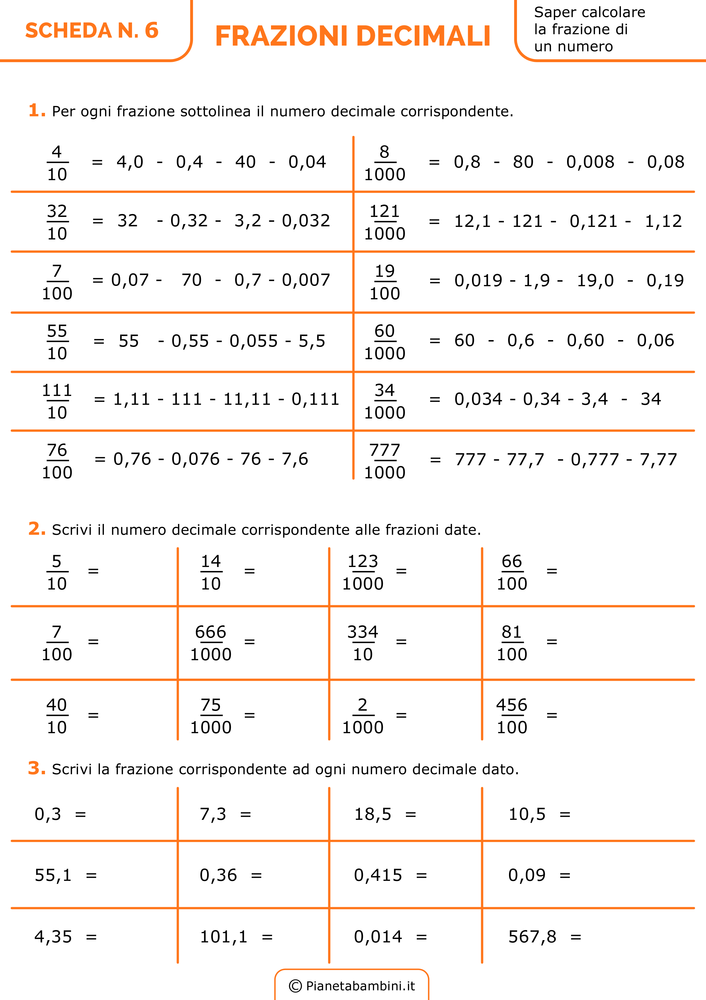 SCHEDA N. 6
FRAZIONI DECIMALI
Saper calcolare
la frazione di
un numero
1. Per ogni frazione sottolinea il numero decimale corrispondente.
4/10 = 4,0 - 0,4 - 40 - 0,04
8/1000 = 0,8 - 80 - 0,008 - 0,08
32/10 = 32 - 0,32 - 3,2 - 0,032
121/1000 = 12,1 - 121 - 0,121 - 1,12
7/100 = 0,07 - 70 - 0,7 - 0,007
19/100 = 0,019 - 1,9 - 19,0 - 0,19
55/10 = 55 - 0,55 - 0,055 - 5,5
60/1000 = 60 - 0,6 - 0,60 - 0,06
111/10 = 1,11 - 111 - 11,11 - 0,111
34/1000 = 0,034 - 0,34 - 3,4 - 34
76/100 = 0,76 - 0,076 - 76 - 7,6
777/1000 = 777 - 77,7 - 0,777 - 7,77
2. Scrivi il numero decimale corrispondente alle frazioni date.
5/10 =
14/10 =
123/1000 =
66/100 =
7/100 =
666/1000 =
334/10 =
81/100 =
40/10 =
75/1000 =
2/1000 =
456/100 =
3. Scrivi la frazione corrispondente ad ogni numero decimale dato.
0,3 =
7,3 =
18,5 =
10,5 =
55,1 =
0,36 =
0,415 =
0,09 =
4,35 =
101,1 =
0,014 =
567,8 =
© Pianetabambini.it